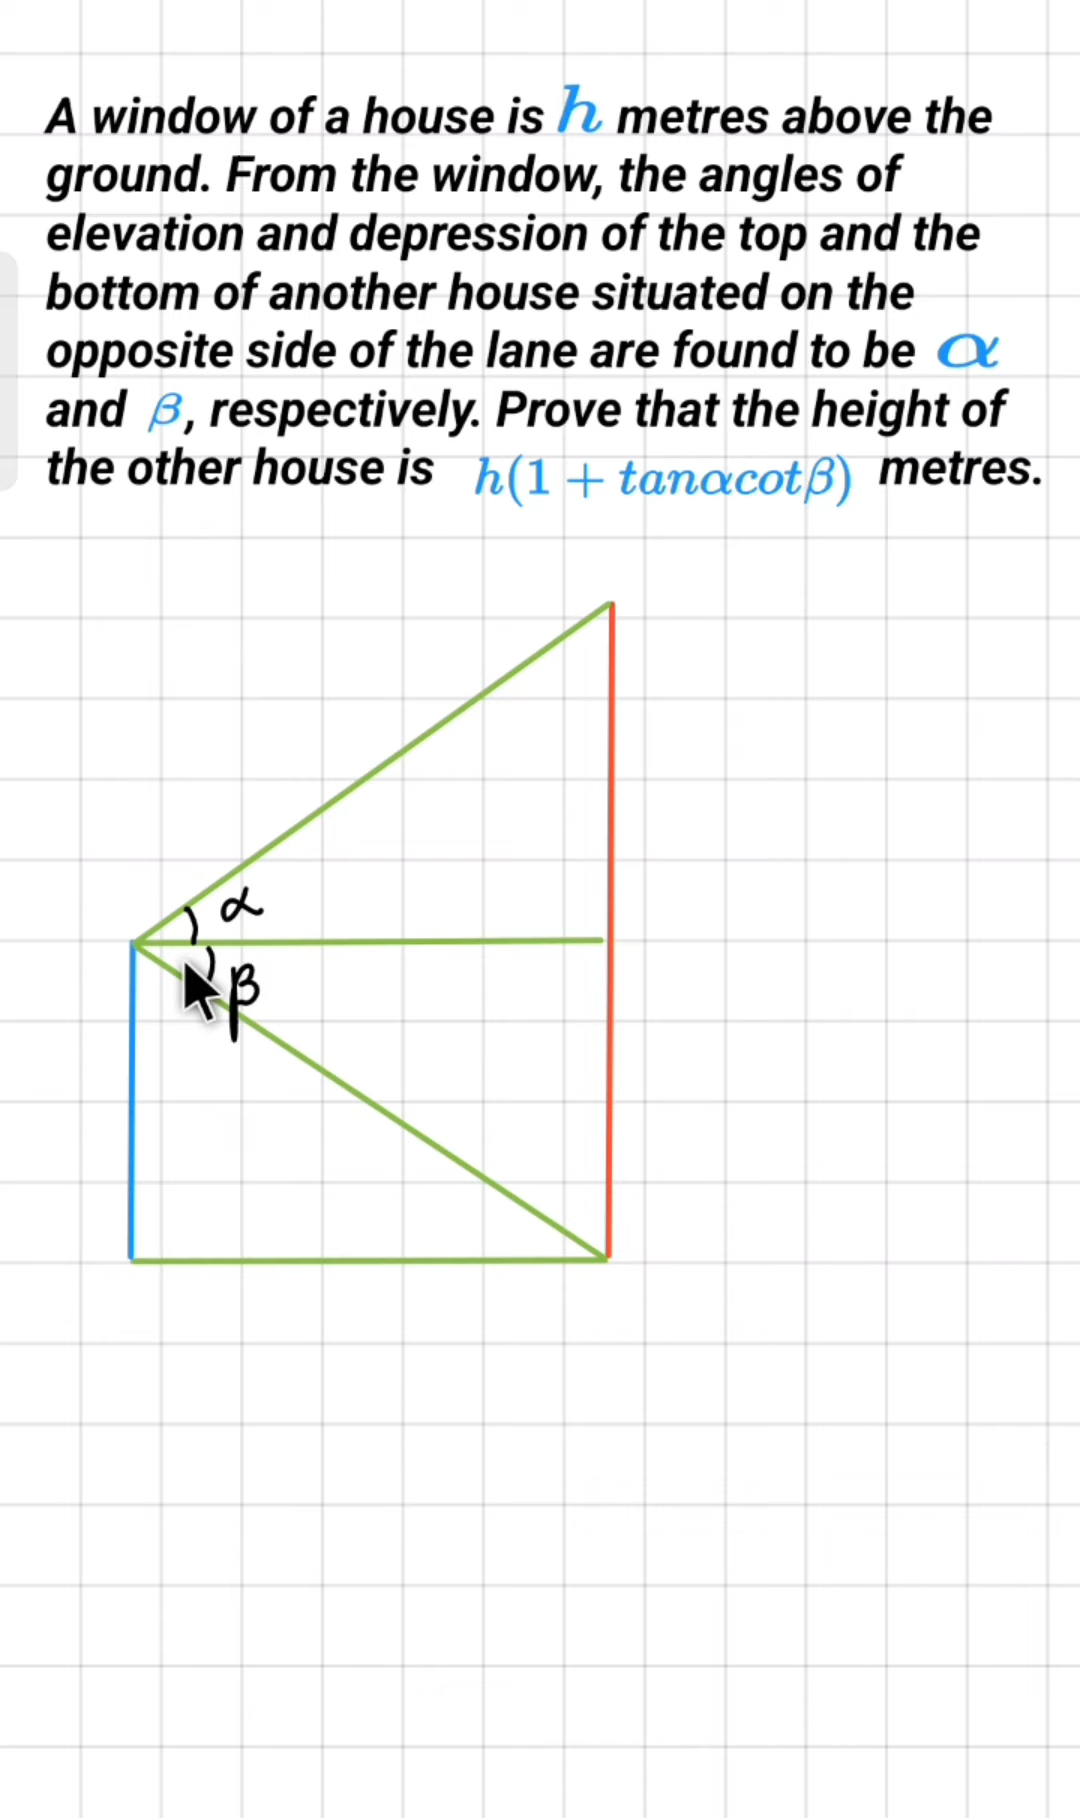 A window of a house is h metres above the
ground. From the window, the angles of
elevation and depression of the top and the
bottom of another house situated on the
opposite side of the lane are found to be α
and β, respectively. Prove that the height of
the other house is h(1 + tanαcotβ) metres.
α
β